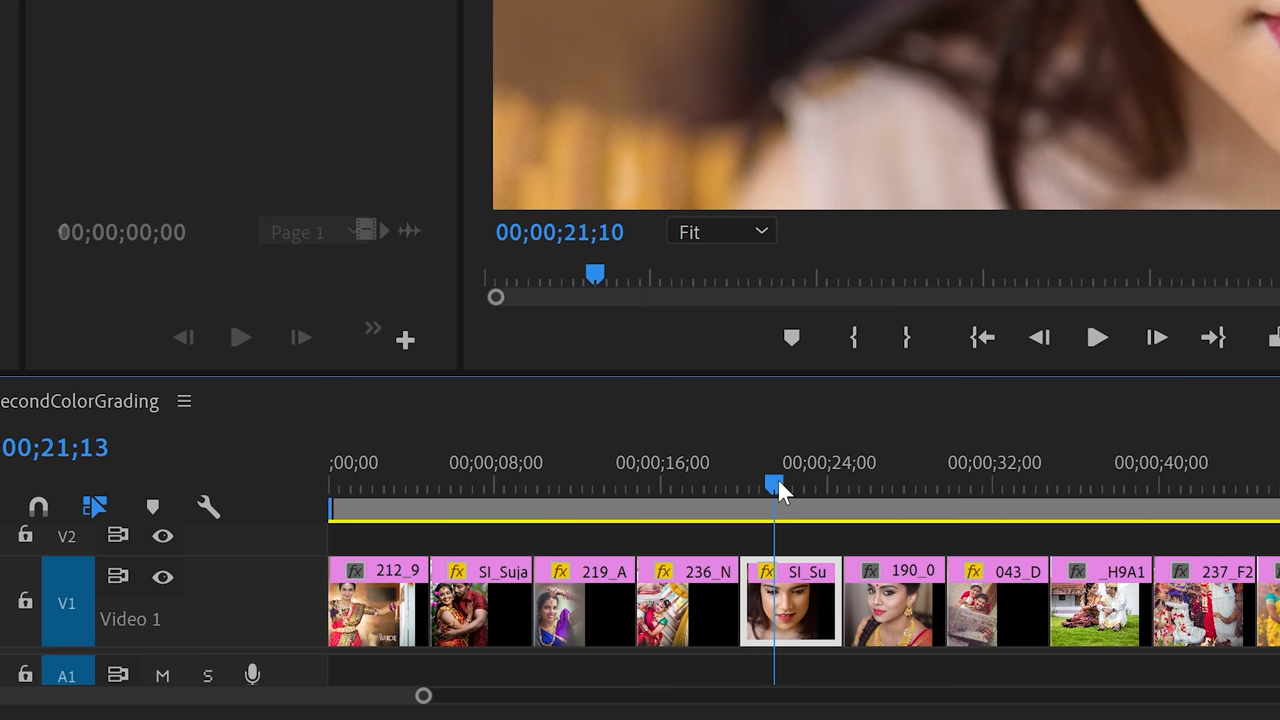 00;00;00;00
Page 1
00;00;21;10
Fit
econdColorGrading
00;21;13
;00;00
00;00;08;00
00;00;16;00
00;00;24;00
00;00;32;00
00;00;40;00
V2
fx 212_9
fx SI_Suja
fx 219_A
fx 236_N
fx SI_Su
fx 190_0
fx 043_D
fx _H9A1
fx 237_F2
V1
Video 1
BRIDE
A1
M
S